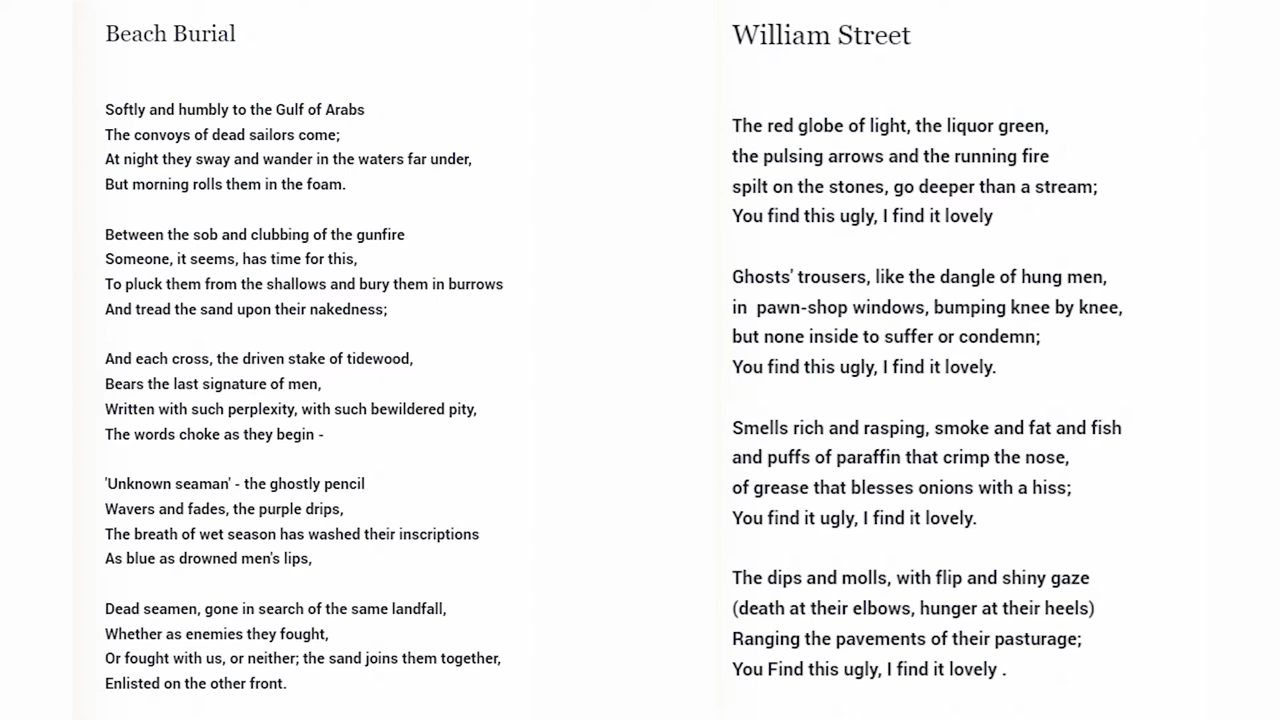 Beach Burial
Softly and humbly to the Gulf of Arabs
The convoys of dead sailors come;
At night they sway and wander in the waters far under,
But morning rolls them in the foam.
Between the sob and clubbing of the gunfire
Someone, it seems, has time for this,
To pluck them from the shallows and bury them in burrows
And tread the sand upon their nakedness;
And each cross, the driven stake of tidewood,
Bears the last signature of men,
Written with such perplexity, with such bewildered pity,
The words choke as they begin -
'Unknown seaman' - the ghostly pencil
Wavers and fades, the purple drips,
The breath of wet season has washed their inscriptions
As blue as drowned men's lips,
Dead seamen, gone in search of the same landfall,
Whether as enemies they fought,
Or fought with us, or neither; the sand joins them together,
Enlisted on the other front.
William Street
The red globe of light, the liquor green,
the pulsing arrows and the running fire
spilt on the stones, go deeper than a stream;
You find this ugly, I find it lovely
Ghosts' trousers, like the dangle of hung men,
in  pawn-shop windows, bumping knee by knee,
but none inside to suffer or condemn;
You find this ugly, I find it lovely.
Smells rich and rasping, smoke and fat and fish
and puffs of paraffin that crimp the nose,
of grease that blesses onions with a hiss;
You find it ugly, I find it lovely.
The dips and molls, with flip and shiny gaze
(death at their elbows, hunger at their heels)
Ranging the pavements of their pasturage;
You Find this ugly, I find it lovely .